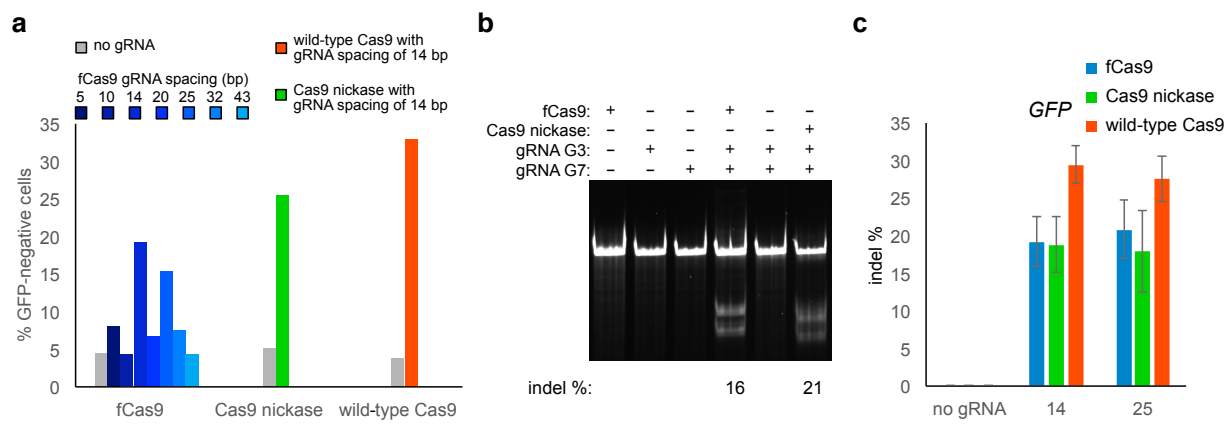 a
no gRNA
fCas9 gRNA spacing (bp)
5 10 14 20 25 32 43
wild-type Cas9 with
gRNA spacing of 14 bp
Cas9 nickase with
gRNA spacing of 14 bp
% GFP-negative cells
35
30
25
20
15
10
5
0
fCas9 Cas9 nickase wild-type Cas9
b
fCas9: + – – + – –
Cas9 nickase: – – – – – +
gRNA G3: – + – + + +
gRNA G7: – – + + + +
indel %: 16 21
c
fCas9
Cas9 nickase
wild-type Cas9
GFP
indel %
35
30
25
20
15
10
5
0
no gRNA 14 25